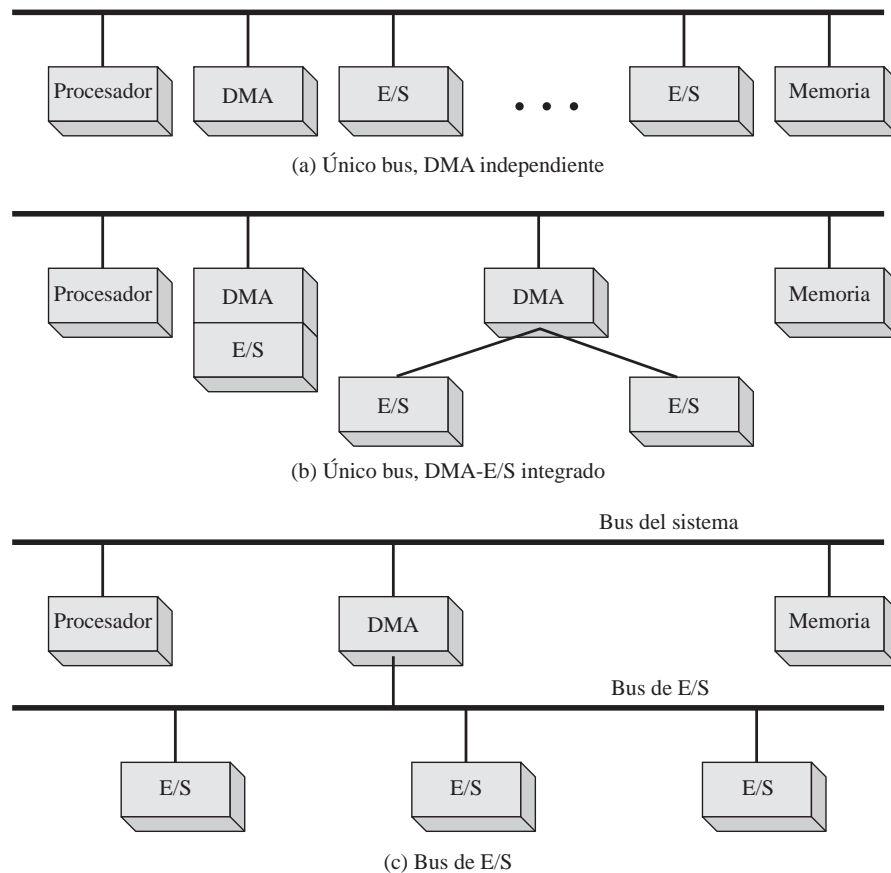 Procesador
DMA
E/S
E/S
Memoria
(a) Único bus, DMA independiente
Procesador
DMA
DMA
Memoria
E/S
E/S
E/S
(b) Único bus, DMA-E/S integrado
Bus del sistema
Procesador
DMA
Memoria
Bus de E/S
E/S
E/S
E/S
(c) Bus de E/S